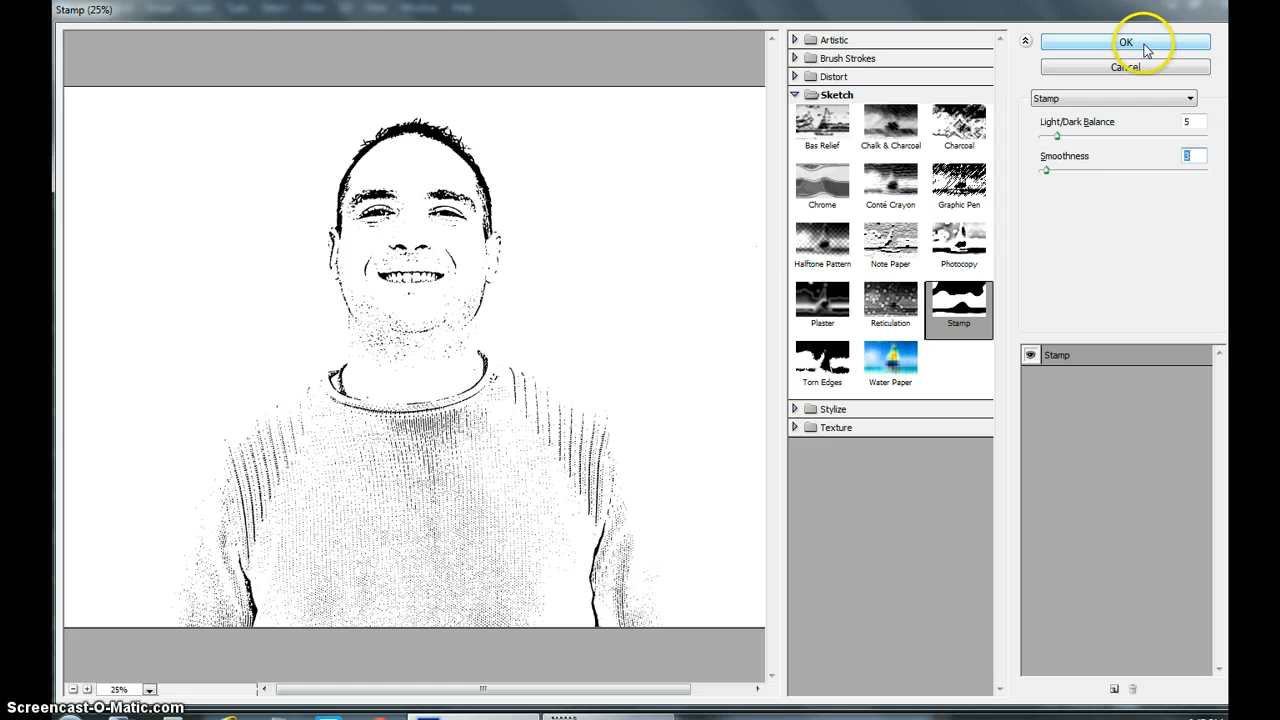 Stamp (25%)
Artistic
Brush Strokes
Distort
Sketch
Bas Relief
Chalk & Charcoal
Charcoal
Chrome
Conté Crayon
Graphic Pen
Halftone Pattern
Note Paper
Photocopy
Plaster
Reticulation
Stamp
Torn Edges
Water Paper
Stylize
Texture
OK
Cancel
Stamp
Light/Dark Balance 5
Smoothness 3
Stamp
25%
Screencast-O-Matic.com